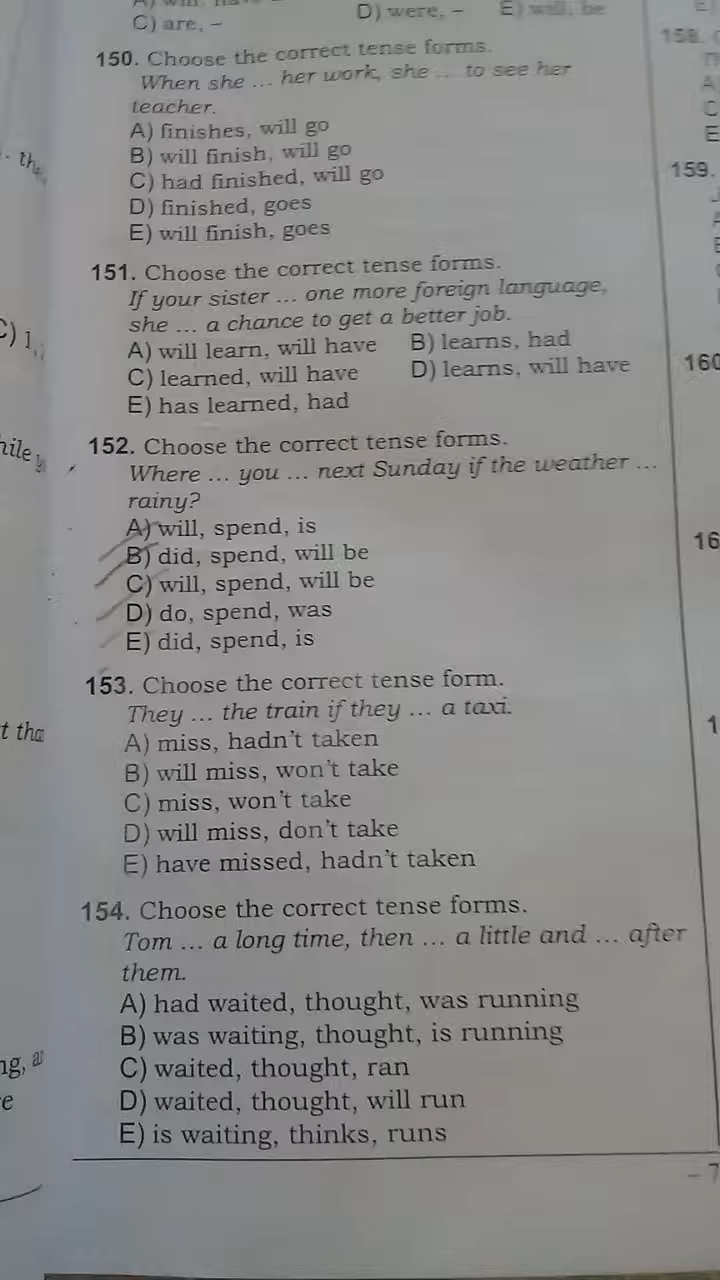 C) are, –
D) were, –
E) will, be
150. Choose the correct tense forms.
When she ... her work, she ... to see her
teacher.
A) finishes, will go
B) will finish, will go
C) had finished, will go
D) finished, goes
E) will finish, goes
151. Choose the correct tense forms.
If your sister ... one more foreign language,
she ... a chance to get a better job.
A) will learn, will have B) learns, had
C) learned, will have D) learns, will have
E) has learned, had
152. Choose the correct tense forms.
Where ... you ... next Sunday if the weather ...
rainy?
A) will, spend, is
B) did, spend, will be
C) will, spend, will be
D) do, spend, was
E) did, spend, is
153. Choose the correct tense form.
They ... the train if they ... a taxi.
A) miss, hadn't taken
B) will miss, won't take
C) miss, won't take
D) will miss, don't take
E) have missed, hadn't taken
154. Choose the correct tense forms.
Tom ... a long time, then ... a little and ... after
them.
A) had waited, thought, was running
B) was waiting, thought, is running
C) waited, thought, ran
D) waited, thought, will run
E) is waiting, thinks, runs
158.
159.
160
16
1
– 7